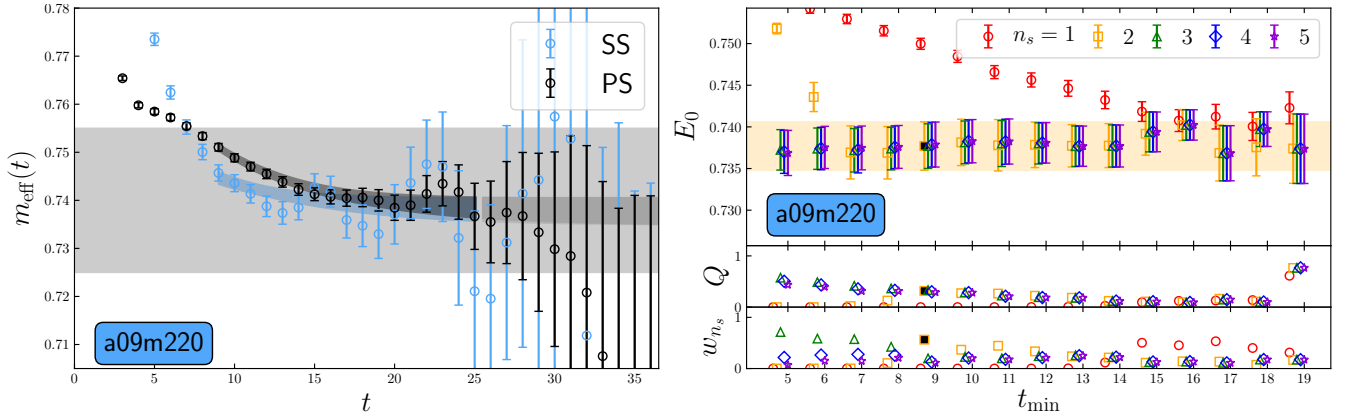 0.78
0.77
0.76
0.75
0.74
0.73
0.72
0.71
m_eff(t)
SS
PS
a09m220
0 5 10 15 20 25 30 35
t
0.750
0.745
0.740
0.735
0.730
E_0
n_s = 1 2 3 4 5
a09m220
1
0
Q
1
0
w_{n_s}
5 6 7 8 9 10 11 12 13 14 15 16 17 18 19
t_min